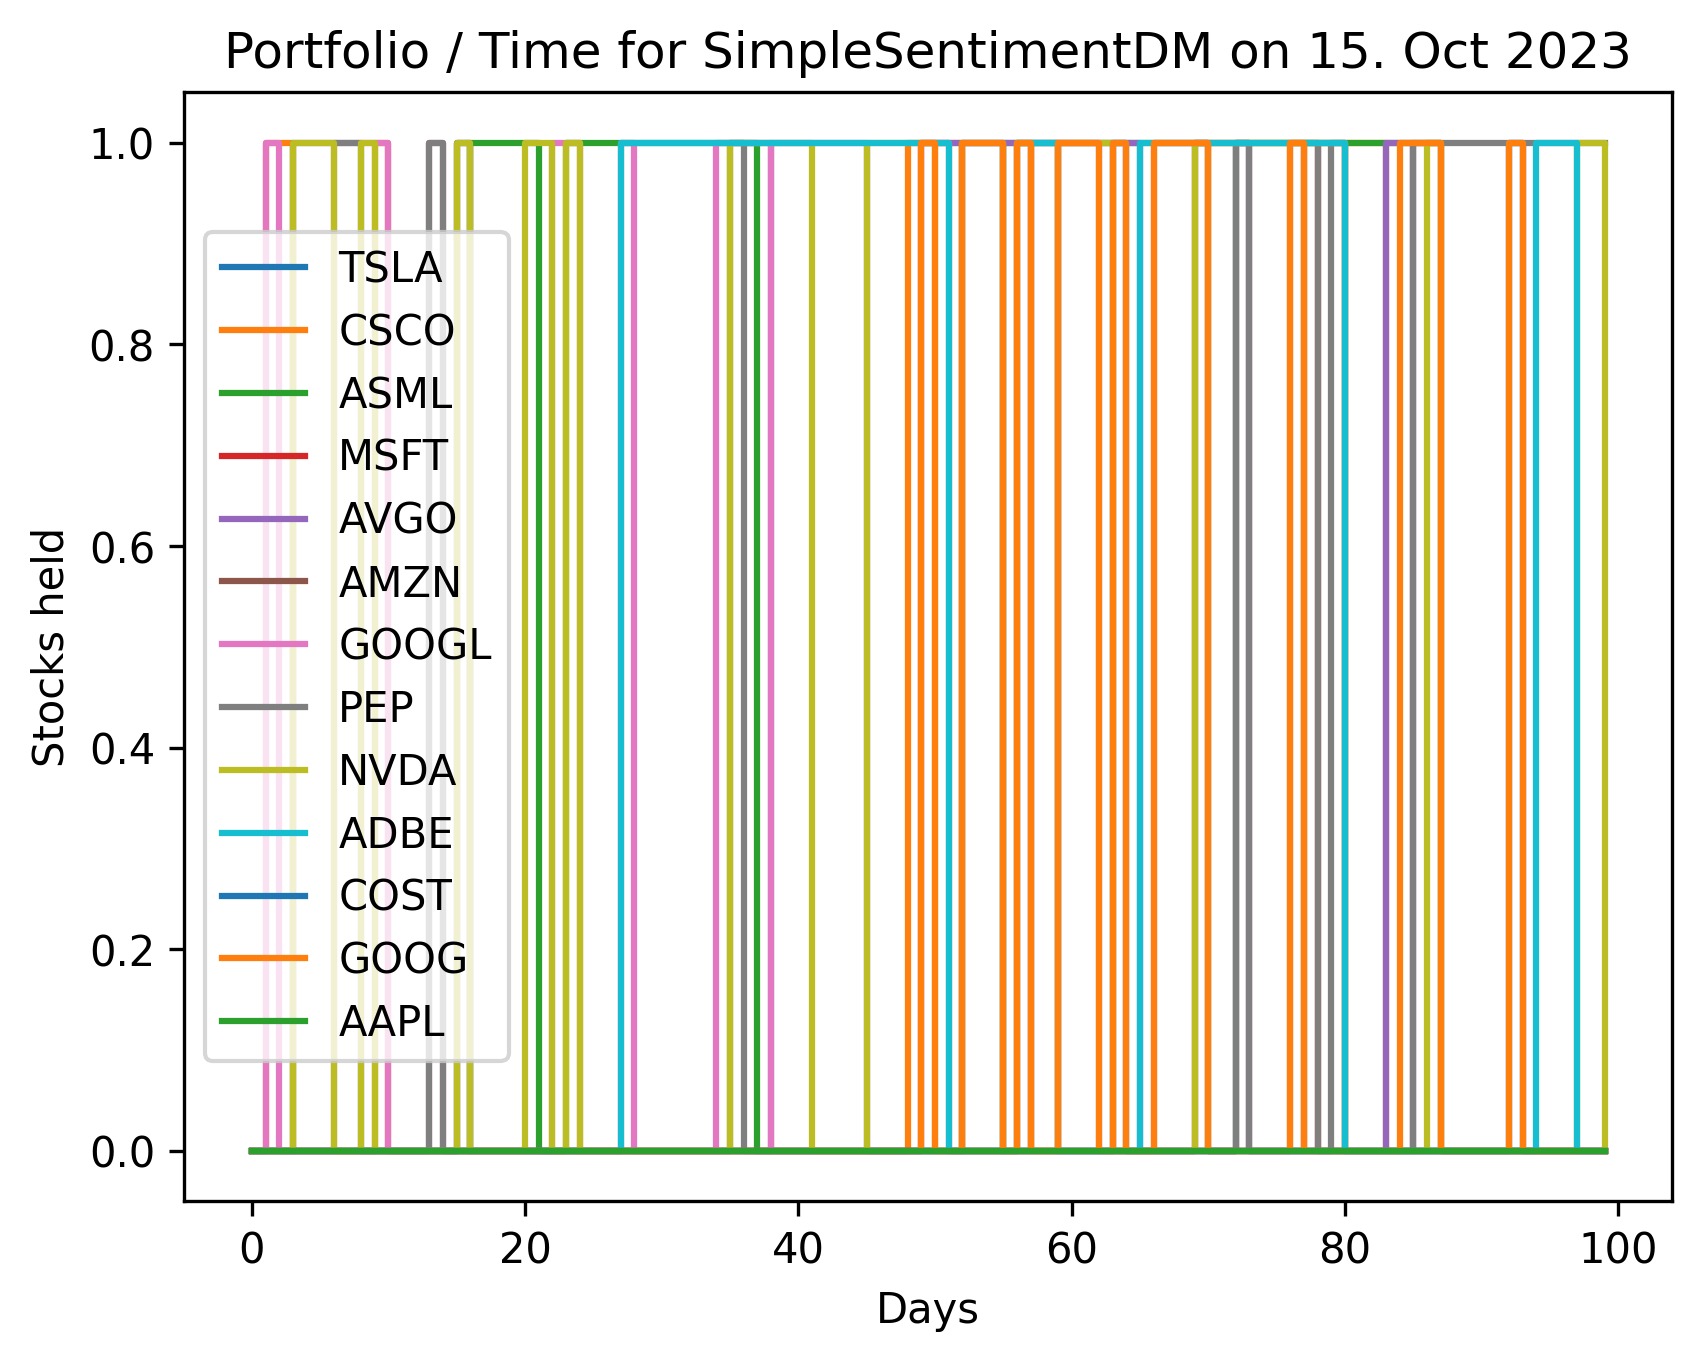 Portfolio / Time for SimpleSentimentDM on 15. Oct 2023
1.0
0.8
0.6
0.4
0.2
0.0
Stocks held
TSLA
CSCO
ASML
MSFT
AVGO
AMZN
GOOGL
PEP
NVDA
ADBE
COST
GOOG
AAPL
0 20 40 60 80 100
Days